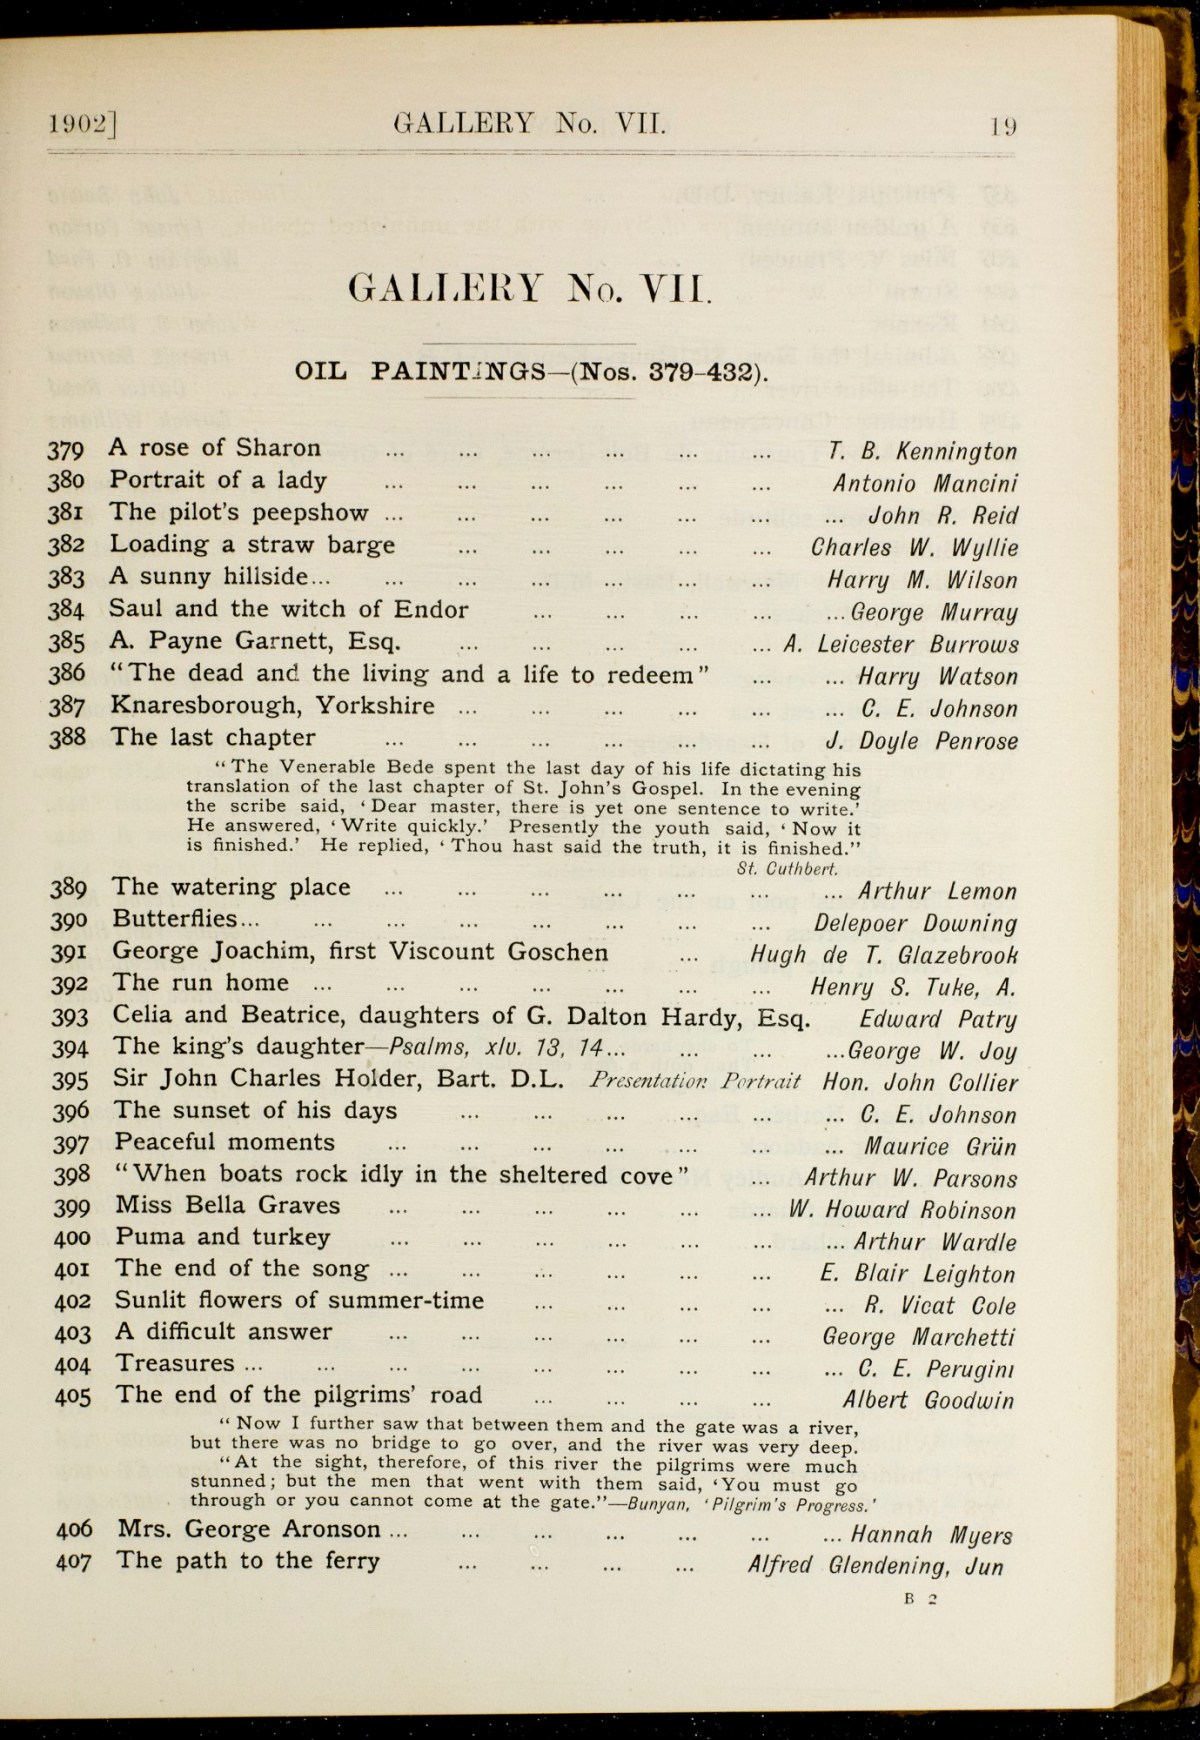 1902] GALLERY No. VII. 19
GALLERY No. VII.
OIL PAINTINGS—(Nos. 379-432).
379 A rose of Sharon ... ... ... ... ... ... T. B. Kennington
380 Portrait of a lady ... ... ... ... ... ... Antonio Mancini
381 The pilot's peepshow ... ... ... ... ... ... ... John R. Reid
382 Loading a straw barge ... ... ... ... ... Charles W. Wyllie
383 A sunny hillside... ... ... ... ... ... ... Harry M. Wilson
384 Saul and the witch of Endor ... ... ... ... ... George Murray
385 A. Payne Garnett, Esq. ... ... ... ... ... A. Leicester Burrows
386 “The dead and the living and a life to redeem” ... ... Harry Watson
387 Knaresborough, Yorkshire ... ... ... ... ... ... C. E. Johnson
388 The last chapter ... ... ... ... ... ... J. Doyle Penrose
“The Venerable Bede spent the last day of his life dictating his
translation of the last chapter of St. John's Gospel. In the evening
the scribe said, ‘Dear master, there is yet one sentence to write.’
He answered, ‘Write quickly.’ Presently the youth said, ‘Now it
is finished.’ He replied, ‘Thou hast said the truth, it is finished.”
St. Cuthbert.
389 The watering place ... ... ... ... ... ... ... Arthur Lemon
390 Butterflies... ... ... ... ... ... ... ... Delepoer Downing
391 George Joachim, first Viscount Goschen ... Hugh de T. Glazebrook
392 The run home ... ... ... ... ... ... ... Henry S. Tuke, A.
393 Celia and Beatrice, daughters of G. Dalton Hardy, Esq. Edward Patry
394 The king's daughter—Psalms, xlv. 13, 14... ... ... ...George W. Joy
395 Sir John Charles Holder, Bart. D.L. Presentation Portrait Hon. John Collier
396 The sunset of his days ... ... ... ... ... ... C. E. Johnson
397 Peaceful moments ... ... ... ... ... ... ... Maurice Grün
398 “When boats rock idly in the sheltered cove” ... Arthur W. Parsons
399 Miss Bella Graves ... ... ... ... ... ... W. Howard Robinson
400 Puma and turkey ... ... ... ... ... ... ... Arthur Wardle
401 The end of the song ... ... ... ... ... ... E. Blair Leighton
402 Sunlit flowers of summer-time ... ... ... ... ... R. Vicat Cole
403 A difficult answer ... ... ... ... ... ... George Marchetti
404 Treasures ... ... ... ... ... ... ... ... ... C. E. Perugini
405 The end of the pilgrims' road ... ... ... ... Albert Goodwin
“Now I further saw that between them and the gate was a river,
but there was no bridge to go over, and the river was very deep.
“At the sight, therefore, of this river the pilgrims were much
stunned; but the men that went with them said, ‘You must go
through or you cannot come at the gate.”—Bunyan, ‘Pilgrim's Progress.’
406 Mrs. George Aronson ... ... ... ... ... ... ... Hannah Myers
407 The path to the ferry ... ... ... ... Alfred Glendening, Jun
B 2